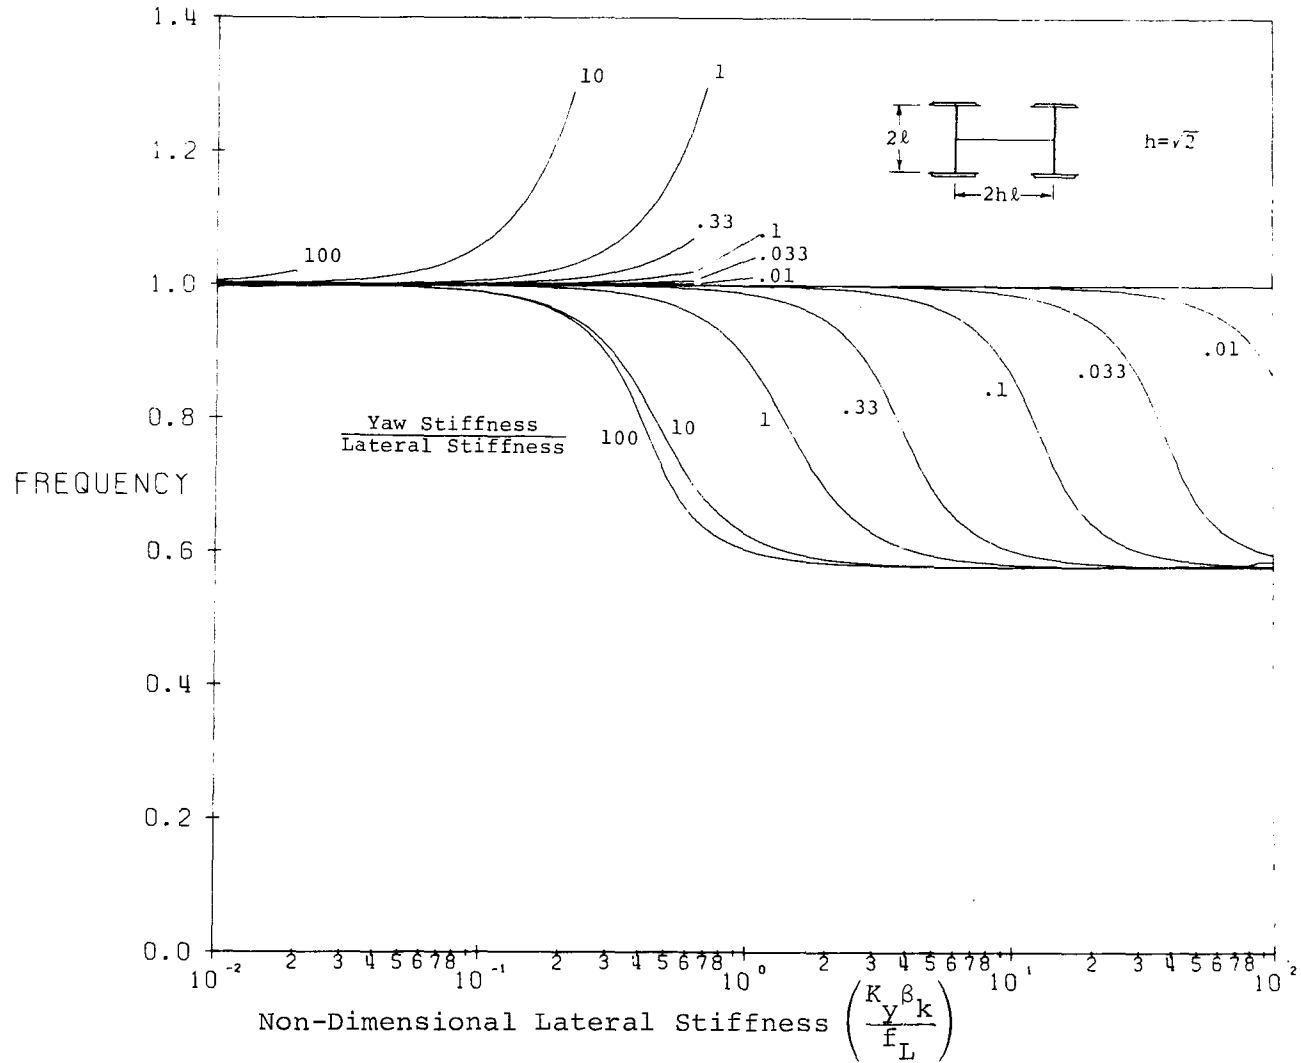 1.4
10
1
2ℓ
h=√2
1.2
2hℓ
.33
.1
100
.033
.01
1.0
.01
.033
.1
0.8
Yaw Stiffness
Lateral Stiffness
100
10
1
.33
FREQUENCY
0.6
0.4
0.2
0.0
10⁻² 2 3 4 5 6 7 8 10⁻¹ 2 3 4 5 6 7 8 10⁰ 2 3 4 5 6 7 8 10¹ 2 3 4 5 6 7 8 10²
Non-Dimensional Lateral Stiffness (K_y β_k / f_L)